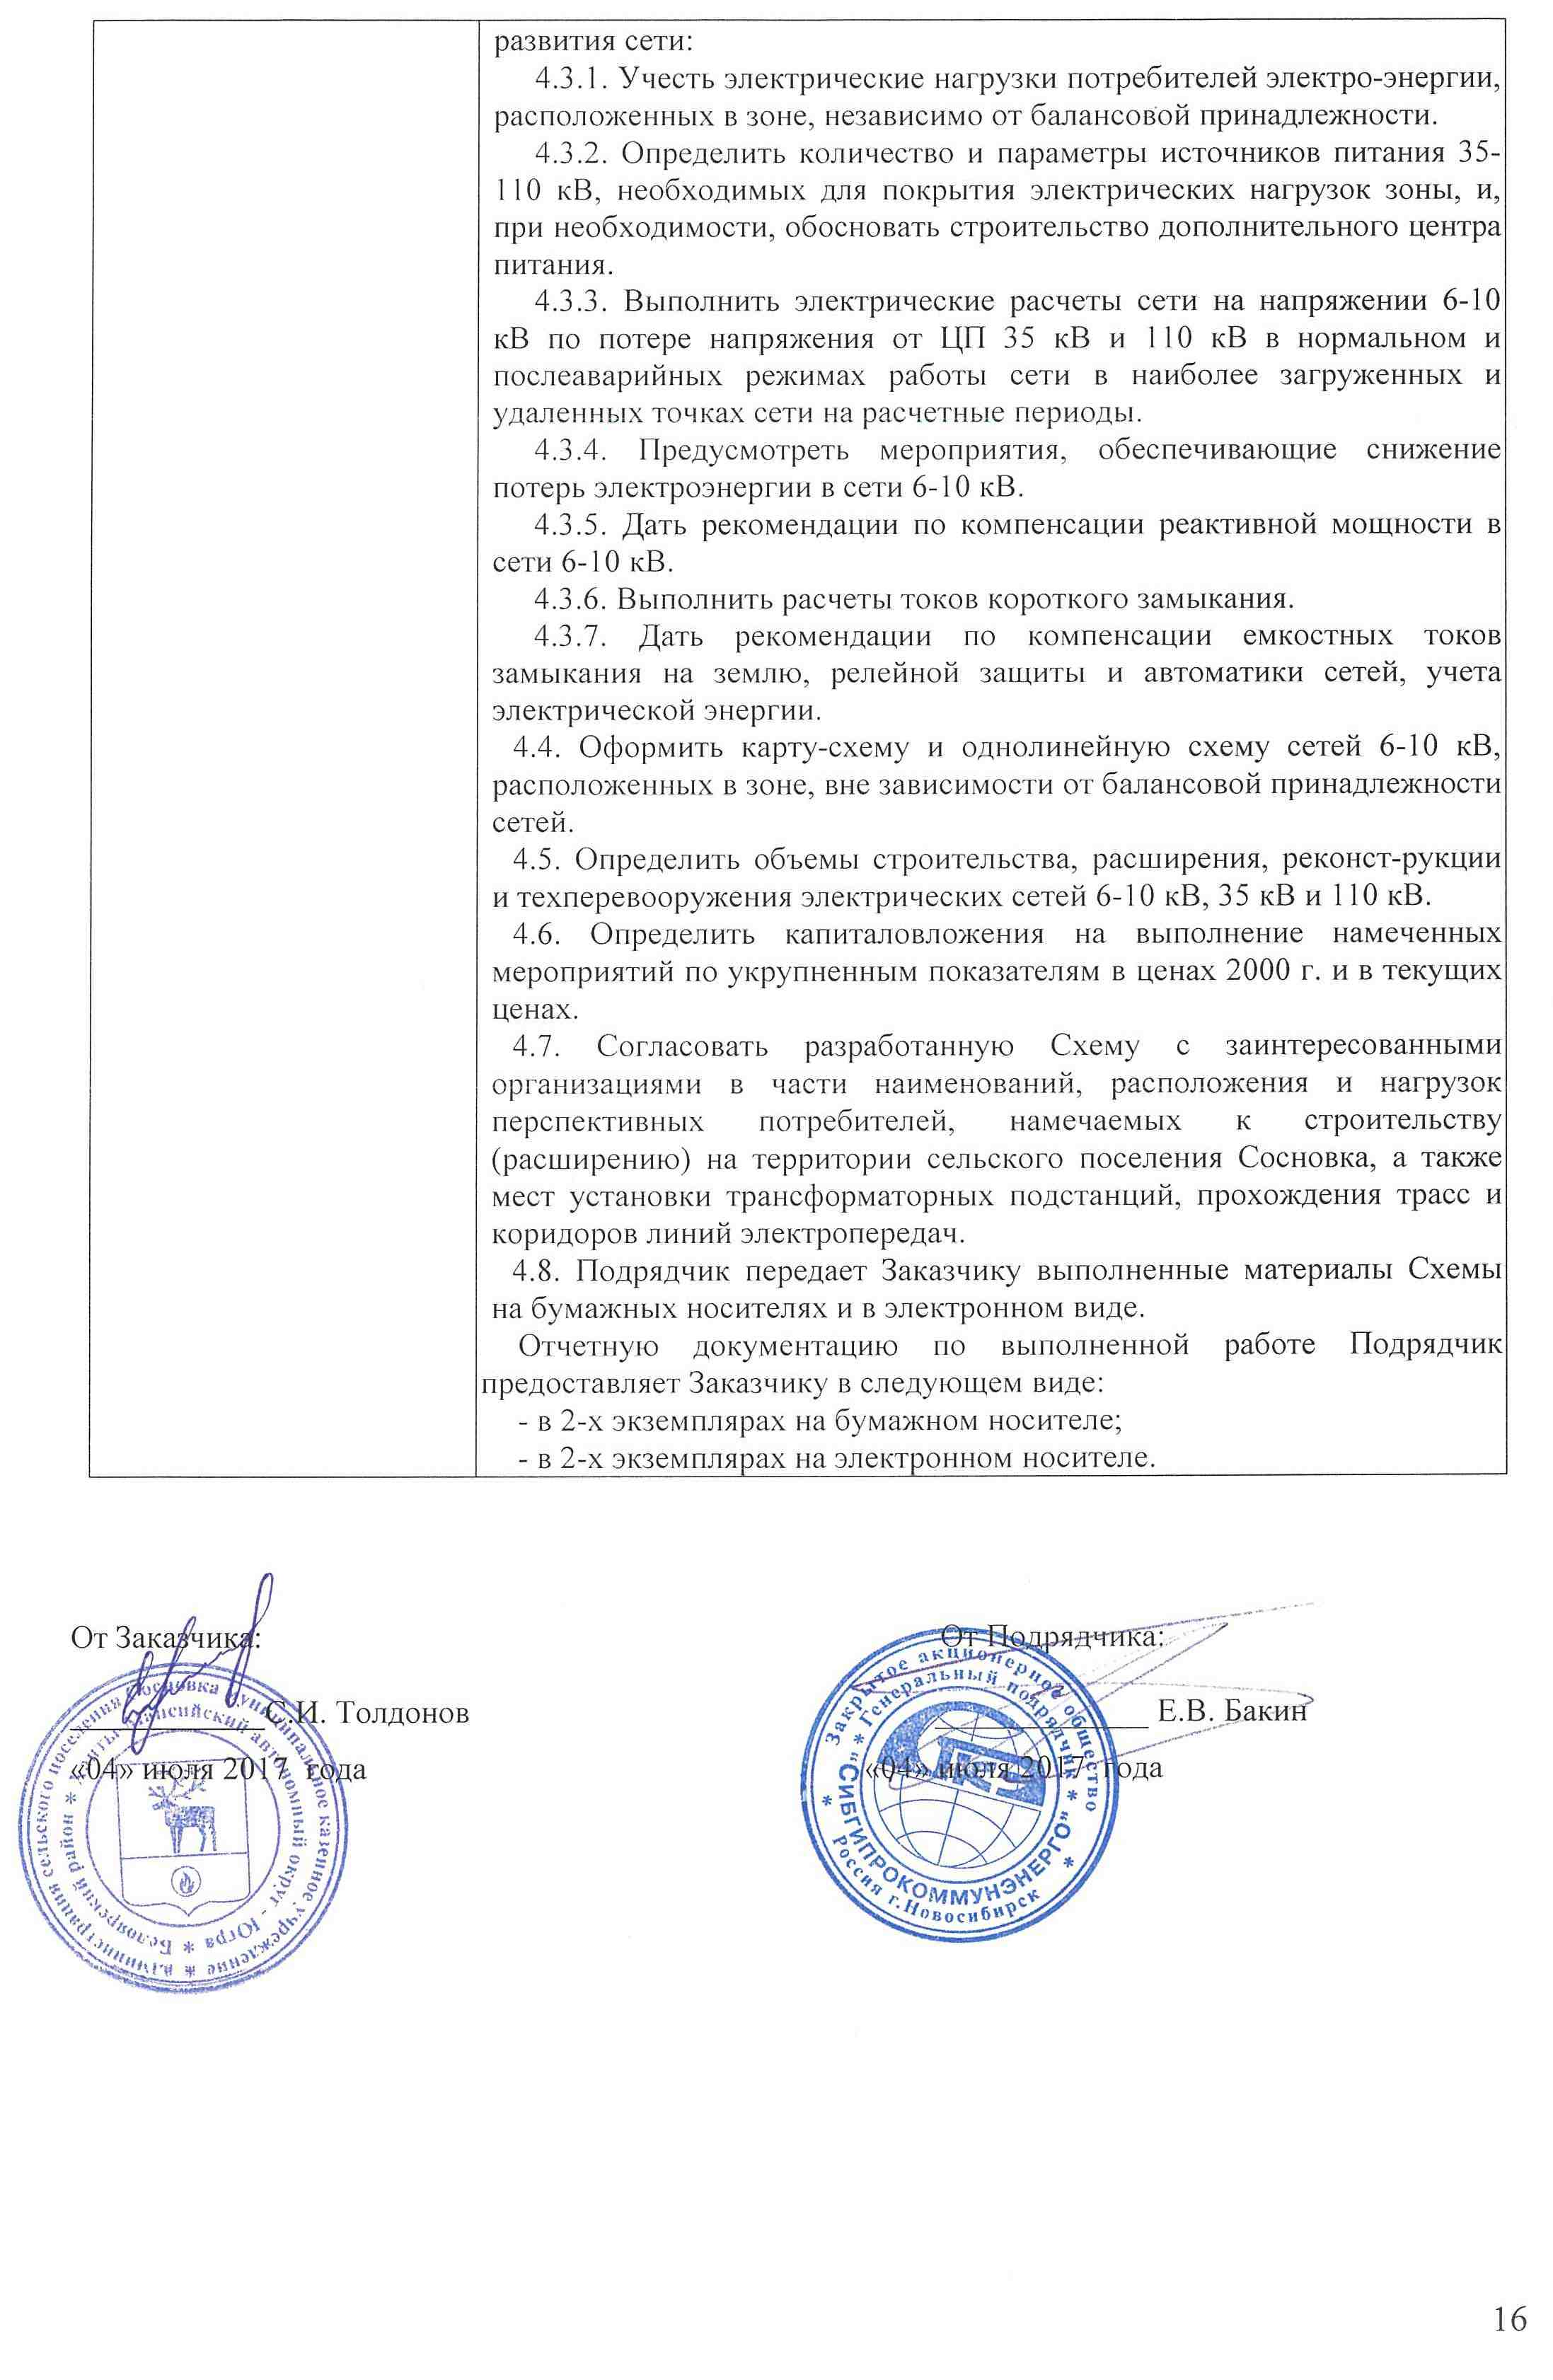 развития сети:
4.3.1. Учесть электрические нагрузки потребителей электро-энергии,
расположенных в зоне, независимо от балансовой принадлежности.
4.3.2. Определить количество и параметры источников питания 35-
110 кВ, необходимых для покрытия электрических нагрузок зоны, и,
при необходимости, обосновать строительство дополнительного центра
питания.
4.3.3. Выполнить электрические расчеты сети на напряжении 6-10
кВ по потере напряжения от ЦП 35 кВ и 110 кВ в нормальном и
послеаварийных режимах работы сети в наиболее загруженных и
удаленных точках сети на расчетные периоды.
4.3.4. Предусмотреть мероприятия, обеспечивающие снижение
потерь электроэнергии в сети 6-10 кВ.
4.3.5. Дать рекомендации по компенсации реактивной мощности в
сети 6-10 кВ.
4.3.6. Выполнить расчеты токов короткого замыкания.
4.3.7. Дать рекомендации по компенсации емкостных токов
замыкания на землю, релейной защиты и автоматики сетей, учета
электрической энергии.
4.4. Оформить карту-схему и однолинейную схему сетей 6-10 кВ,
расположенных в зоне, вне зависимости от балансовой принадлежности
сетей.
4.5. Определить объемы строительства, расширения, реконст-рукции
и техперевооружения электрических сетей 6-10 кВ, 35 кВ и 110 кВ.
4.6. Определить капиталовложения на выполнение намеченных
мероприятий по укрупненным показателям в ценах 2000 г. и в текущих
ценах.
4.7. Согласовать разработанную Схему с заинтересованными
организациями в части наименований, расположения и нагрузок
перспективных потребителей, намечаемых к строительству
(расширению) на территории сельского поселения Сосновка, а также
мест установки трансформаторных подстанций, прохождения трасс и
коридоров линий электропередач.
4.8. Подрядчик передает Заказчику выполненные материалы Схемы
на бумажных носителях и в электронном виде.
Отчетную документацию по выполненной работе Подрядчик
предоставляет Заказчику в следующем виде:
- в 2-х экземплярах на бумажном носителе;
- в 2-х экземплярах на электронном носителе.
От Заказчика:
С.И. Толдонов
«04» июля 2017 года
муниципальное казенное учреждение * администрация сельского поселения Сосновка
* Белоярский район * Ханты-Мансийский автономный округ - Югра
От Подрядчика:
Е.В. Бакин
«04» июля 2017 года
Закрытое акционерное общество
* Генеральный подрядчик *
"СИБГИПРОКОММУНЭНЕРГО"
* Россия г.Новосибирск *
16